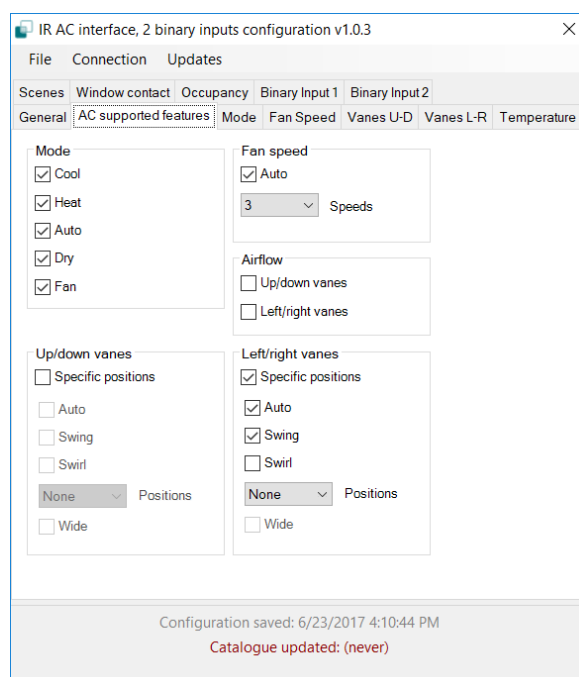 IR AC interface, 2 binary inputs configuration v1.0.3
File Connection Updates
Scenes Window contact Occupancy Binary Input 1 Binary Input 2
General AC supported features Mode Fan Speed Vanes U-D Vanes L-R Temperature
Mode
Cool
Heat
Auto
Dry
Fan
Fan speed
Auto
3 Speeds
Airflow
Up/down vanes
Left/right vanes
Up/down vanes
Specific positions
Auto
Swing
Swirl
None Positions
Wide
Left/right vanes
Specific positions
Auto
Swing
Swirl
None Positions
Wide
Configuration saved: 6/23/2017 4:10:44 PM
Catalogue updated: (never)